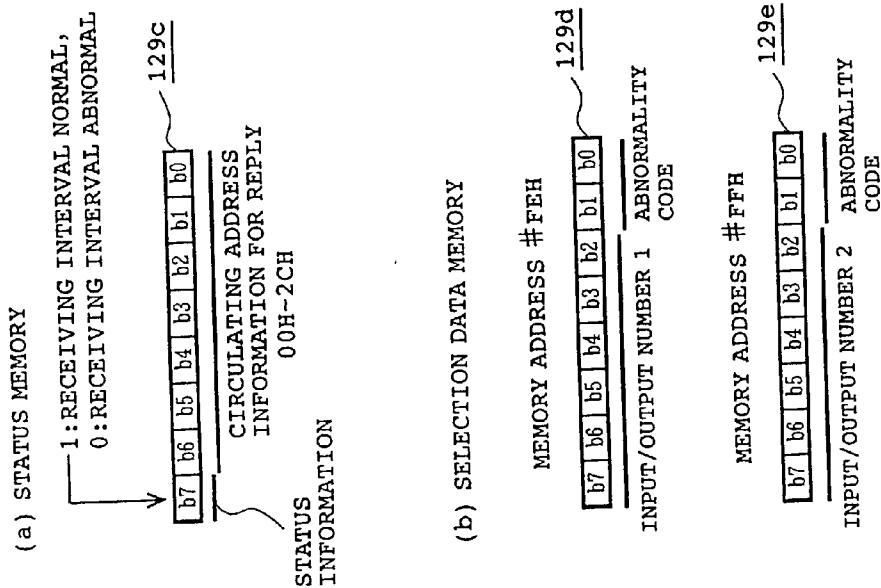 (a) STATUS MEMORY
1:RECEIVING INTERVAL NORMAL,
0:RECEIVING INTERVAL ABNORMAL
129c
b7 b6 b5 b4 b3 b2 b1 b0
CIRCULATING ADDRESS
INFORMATION FOR REPLY
00H~2CH
STATUS
INFORMATION
(b) SELECTION DATA MEMORY
MEMORY ADDRESS #FEH
129d
b7 b6 b5 b4 b3 b2 b1 b0
INPUT/OUTPUT NUMBER 1 ABNORMALITY
CODE
MEMORY ADDRESS #FFH
129e
b7 b6 b5 b4 b3 b2 b1 b0
INPUT/OUTPUT NUMBER 2 ABNORMALITY
CODE